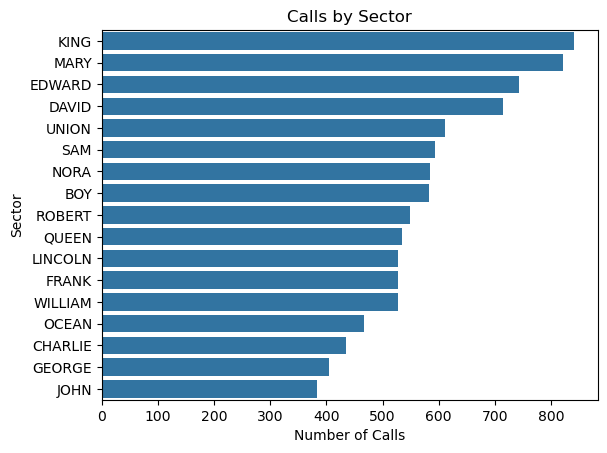 Calls by Sector
KING
MARY
EDWARD
DAVID
UNION
SAM
NORA
BOY
ROBERT
QUEEN
LINCOLN
FRANK
WILLIAM
OCEAN
CHARLIE
GEORGE
JOHN
Sector
0 100 200 300 400 500 600 700 800
Number of Calls